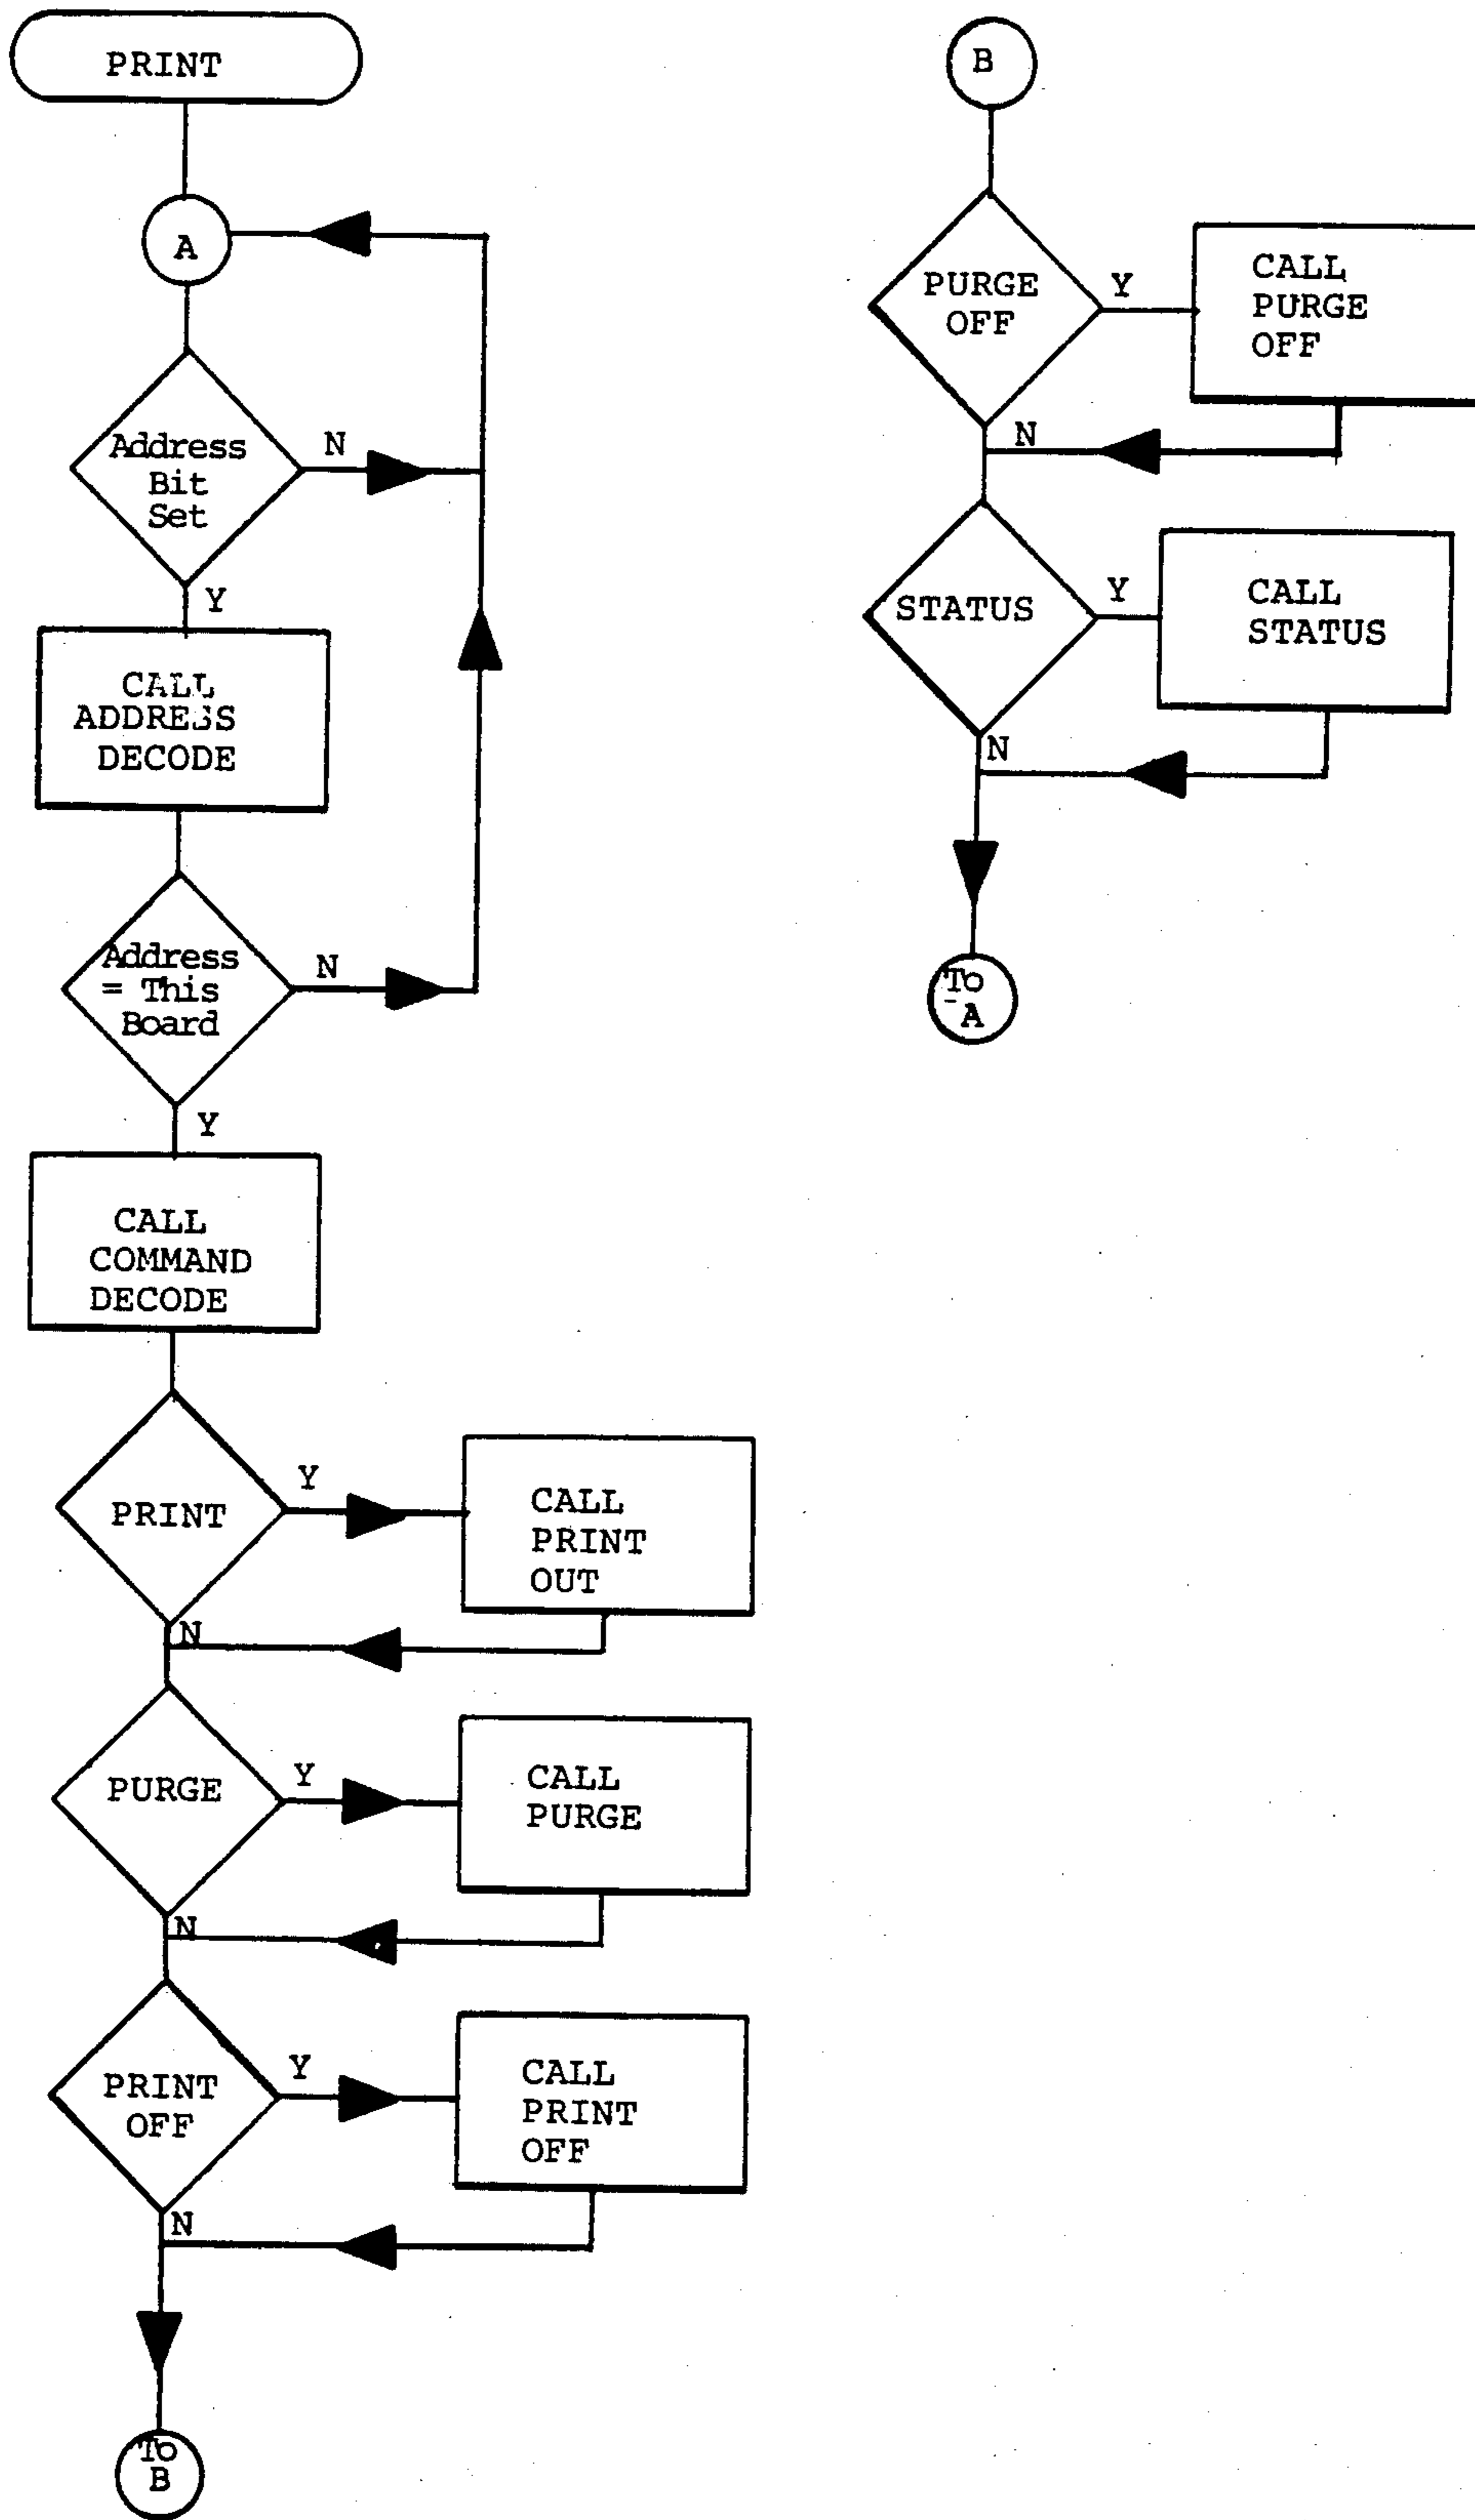 PRINT
A
Address
Bit
Set
N
Y
CALL
ADDRESS
DECODE
Address
= This
Board
N
Y
CALL
COMMAND
DECODE
PRINT
Y
CALL
PRINT
OUT
N
PURGE
Y
CALL
PURGE
N
PRINT
OFF
Y
CALL
PRINT
OFF
N
To
B
B
PURGE
OFF
Y
CALL
PURGE
OFF
N
STATUS
Y
CALL
STATUS
N
To
A